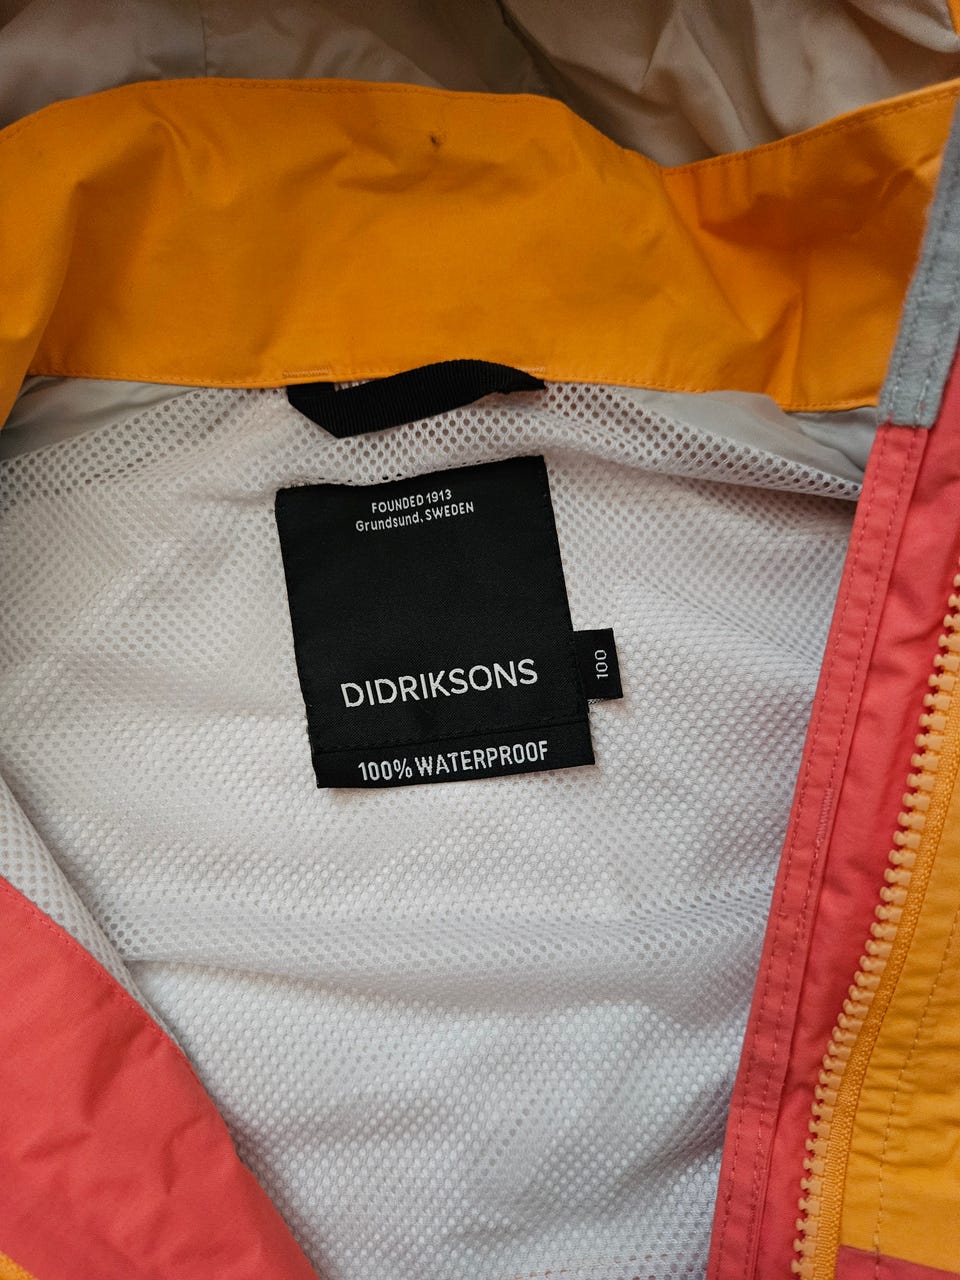 FOUNDED 1913
Grundsund, SWEDEN
DIDRIKSONS
100
100% WATERPROOF